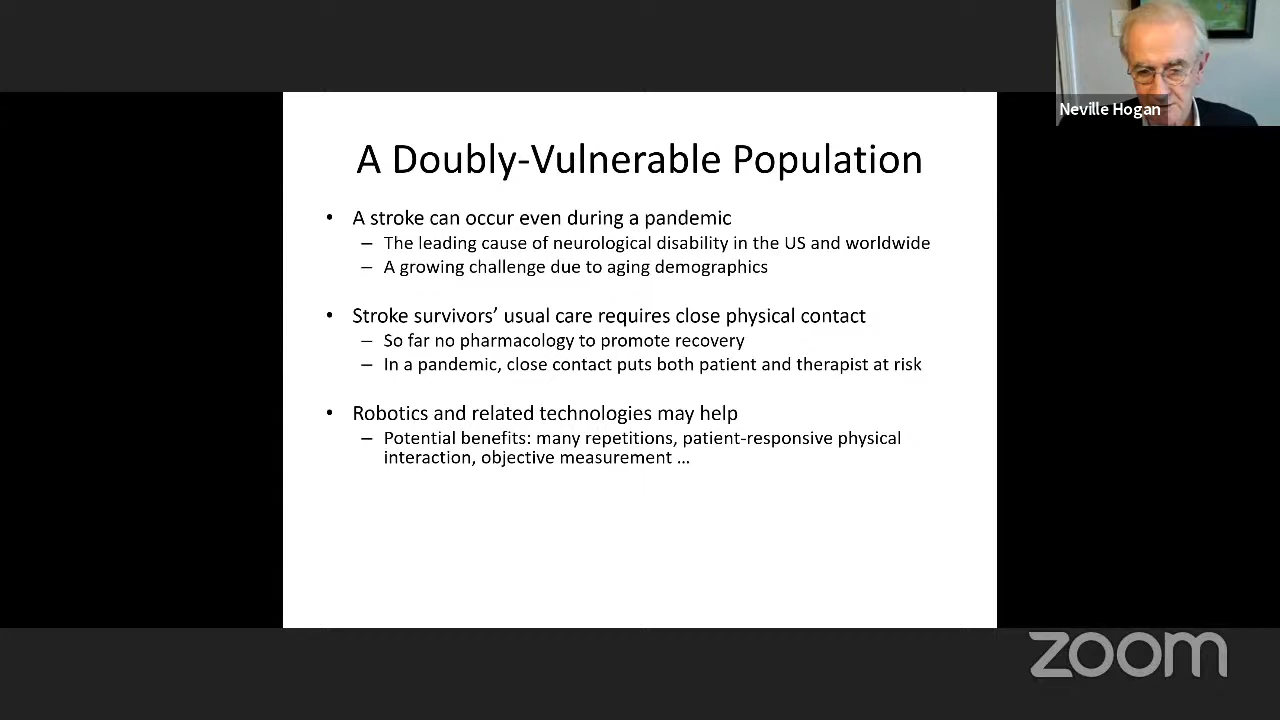 Neville Hogan
A Doubly-Vulnerable Population
• A stroke can occur even during a pandemic
– The leading cause of neurological disability in the US and worldwide
– A growing challenge due to aging demographics
• Stroke survivors’ usual care requires close physical contact
– So far no pharmacology to promote recovery
– In a pandemic, close contact puts both patient and therapist at risk
• Robotics and related technologies may help
– Potential benefits: many repetitions, patient-responsive physical
interaction, objective measurement ...
zoom